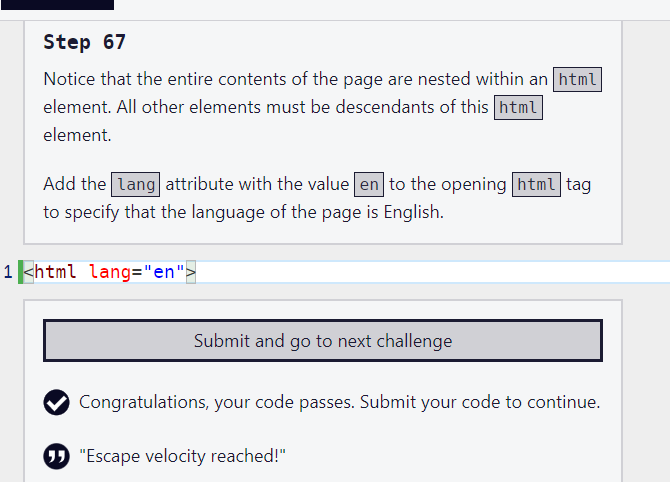 Step 67
Notice that the entire contents of the page are nested within an html
element. All other elements must be descendants of this html
element.
Add the lang attribute with the value en to the opening html tag
to specify that the language of the page is English.
1 <html lang="en">
Submit and go to next challenge
Congratulations, your code passes. Submit your code to continue.
"Escape velocity reached!"